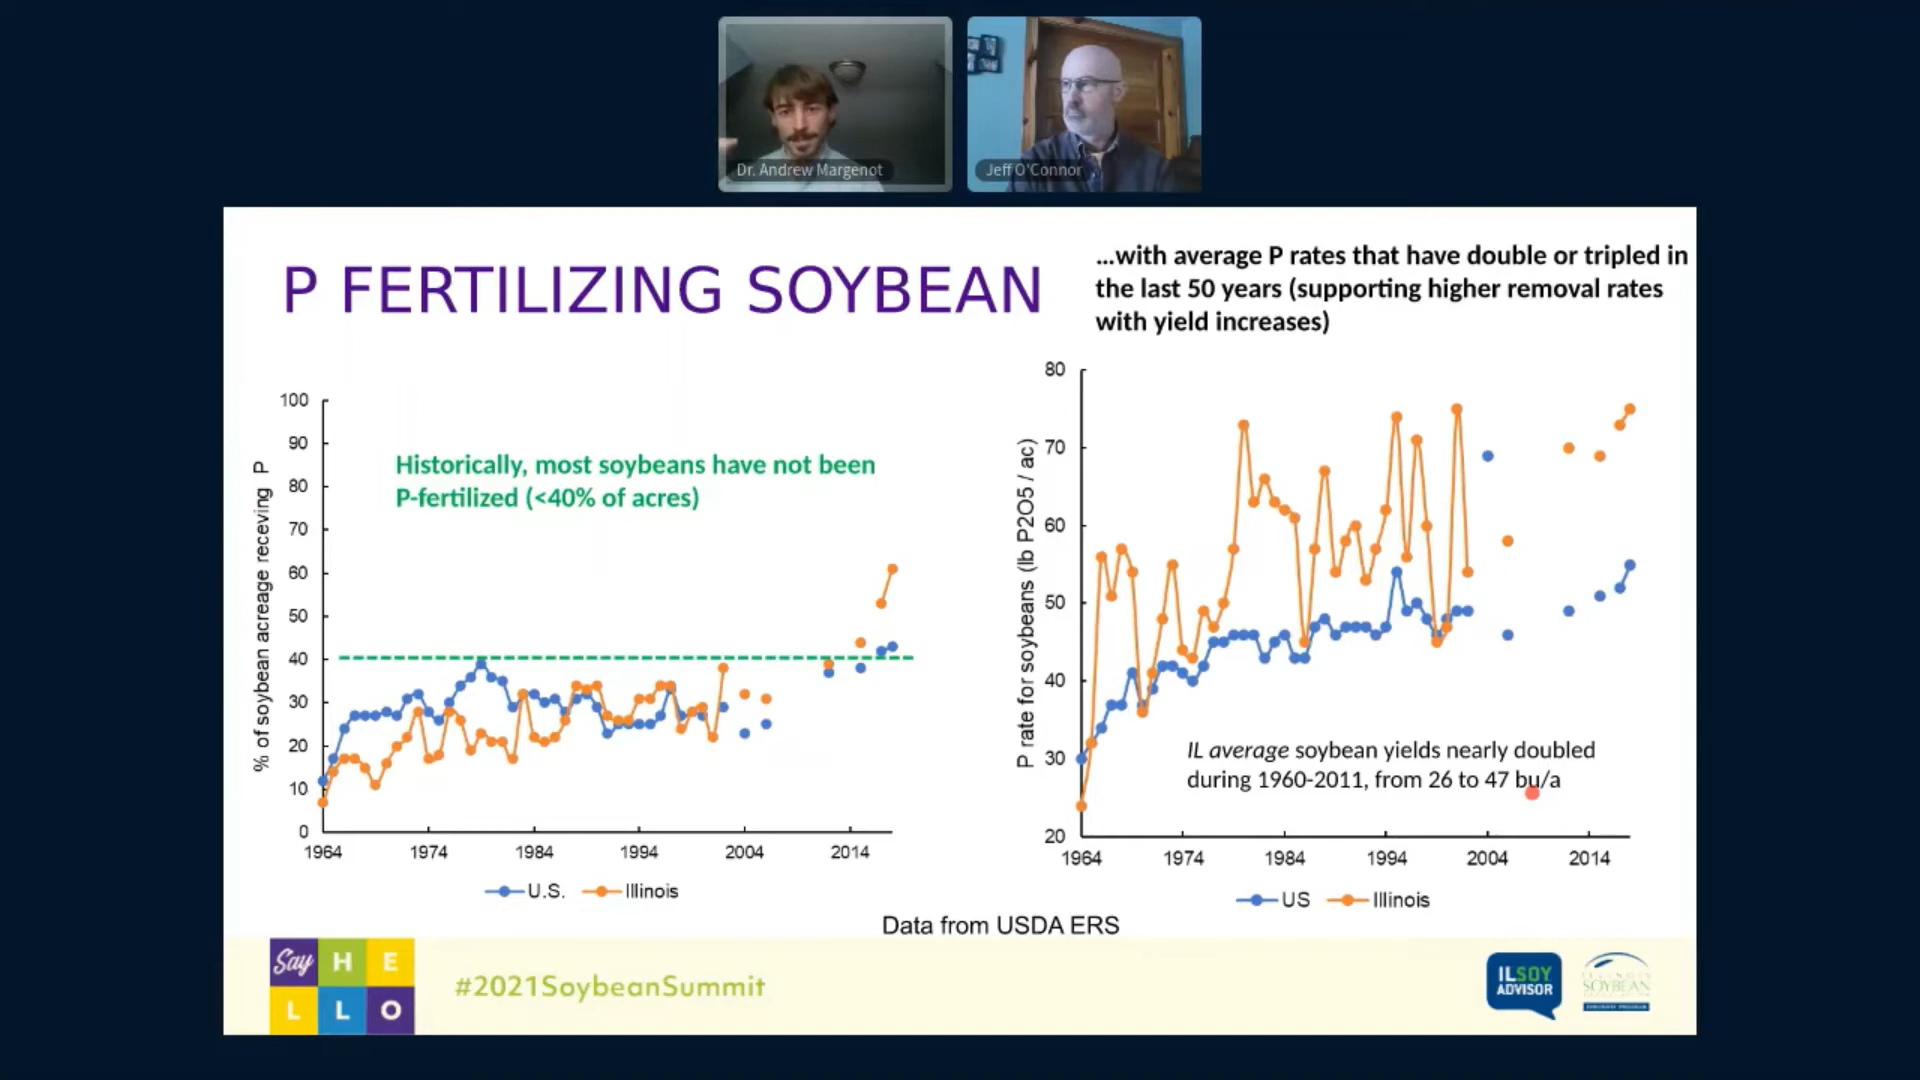 Dr. Andrew Margenot
Jeff O'Connor
P FERTILIZING SOYBEAN
...with average P rates that have double or tripled in
the last 50 years (supporting higher removal rates
with yield increases)
% of soybean acreage receving P
100
90
80
70
60
50
40
30
20
10
0
Historically, most soybeans have not been
P-fertilized (<40% of acres)
1964 1974 1984 1994 2004 2014
U.S. Illinois
P rate for soybeans (lb P2O5 / ac)
80
70
60
50
40
30
20
IL average soybean yields nearly doubled
during 1960-2011, from 26 to 47 bu/a
1964 1974 1984 1994 2004 2014
US Illinois
Data from USDA ERS
Say H E
L L O
#2021SoybeanSummit
ILSOY
ADVISOR
SOYBEAN